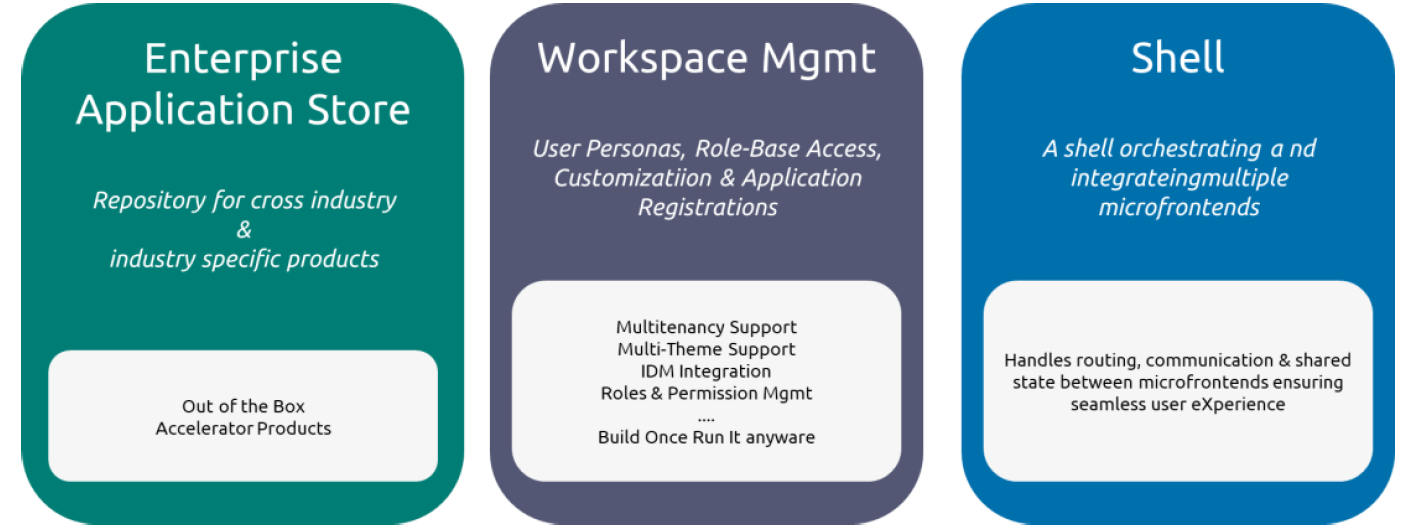 Enterprise
Application Store
Repository for cross industry
&
industry specific products
Out of the Box
Accelerator Products
Workspace Mgmt
User Personas, Role-Base Access,
Customizatiion & Application
Registrations
Multitenancy Support
Multi-Theme Support
IDM Integration
Roles & Permission Mgmt
....
Build Once Run It anyware
Shell
A shell orchestrating a nd
integrateingmultiple
microfrontends
Handles routing, communication & shared
state between microfrontends ensuring
seamless user eXperience